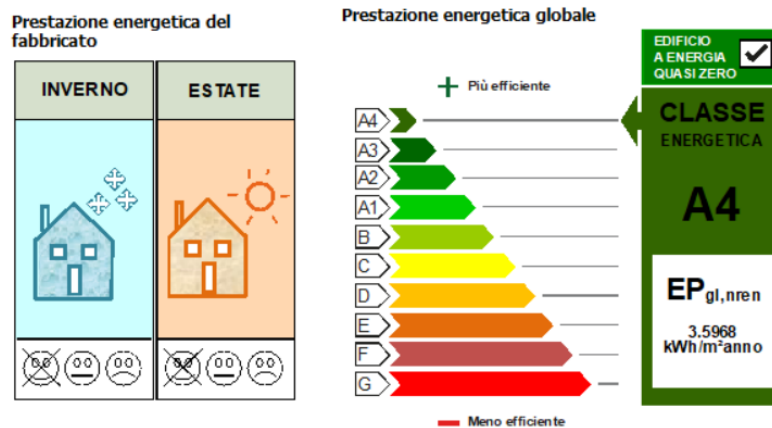 Prestazione energetica del
fabbricato
INVERNO
ESTATE
Prestazione energetica globale
Più efficiente
A4
A3
A2
A1
B
C
D
E
F
G
Meno efficiente
EDIFICIO
A ENERGIA
QUASI ZERO
CLASSE
ENERGETICA
A4
EPgl,nren
3.5968
kWh/m²anno